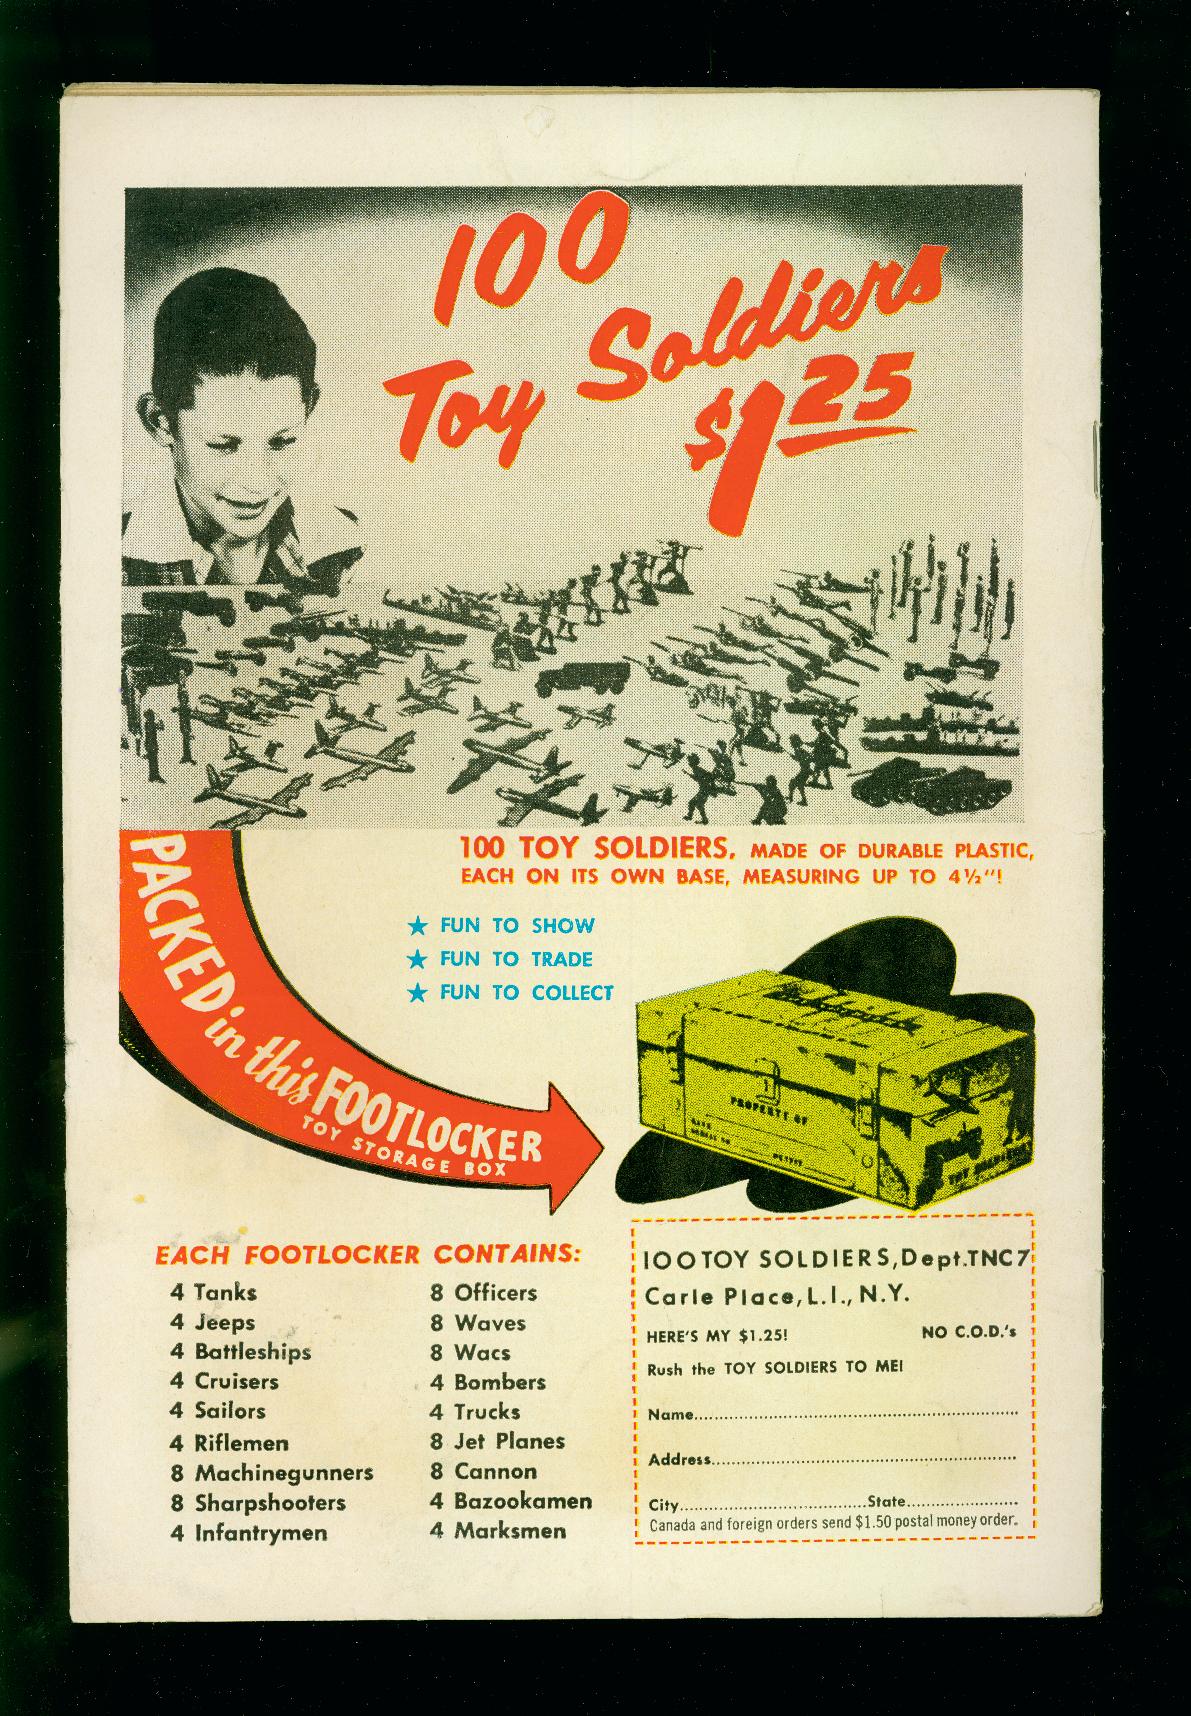 100
Toy Soldiers
$1 25
100 TOY SOLDIERS, MADE OF DURABLE PLASTIC,
EACH ON ITS OWN BASE, MEASURING UP TO 4½"!
★ FUN TO SHOW
★ FUN TO TRADE
★ FUN TO COLLECT
PACKED in this FOOTLOCKER
TOY STORAGE BOX
PROPERTY OF
TOY SOLDIERS
EACH FOOTLOCKER CONTAINS:
4 Tanks
4 Jeeps
4 Battleships
4 Cruisers
4 Sailors
4 Riflemen
8 Machinegunners
8 Sharpshooters
4 Infantrymen
8 Officers
8 Waves
8 Wacs
4 Bombers
4 Trucks
8 Jet Planes
8 Cannon
4 Bazookamen
4 Marksmen
100 TOY SOLDIERS, Dept. TNC7
Carle Place, L.I., N.Y.
HERE'S MY $1.25! NO C.O.D.'s
Rush the TOY SOLDIERS TO ME!
Name
Address
City State
Canada and foreign orders send $1.50 postal money order.